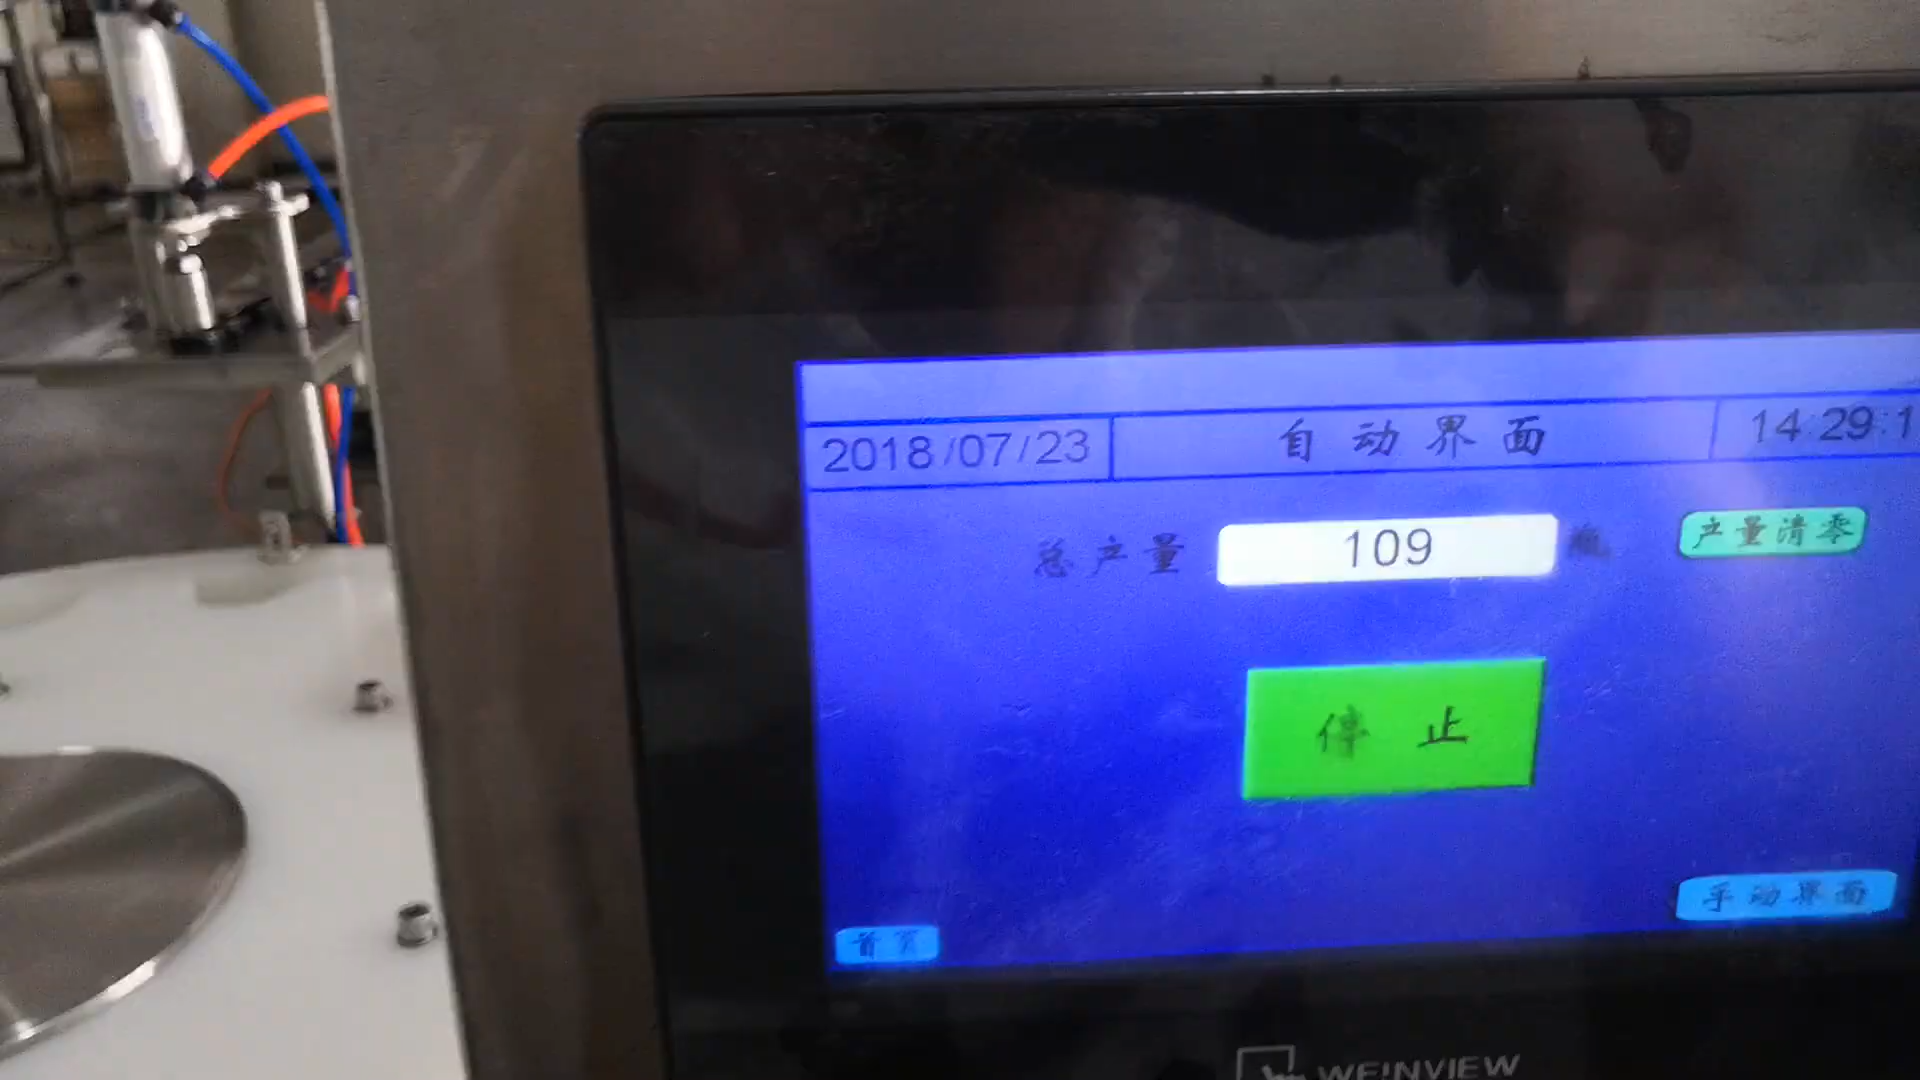 2018/07/23 自动界面 14:29:1
总产量 109 瓶 产量清零
停止
手动界面
首页
WEINVIEW